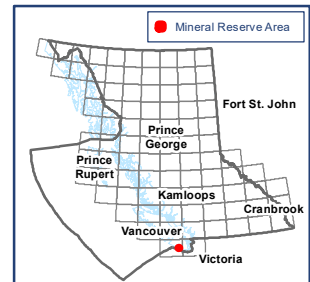 Mineral Reserve Area
Fort St. John
Prince
George
Prince
Rupert
Kamloops
Cranbrook
Vancouver
Victoria